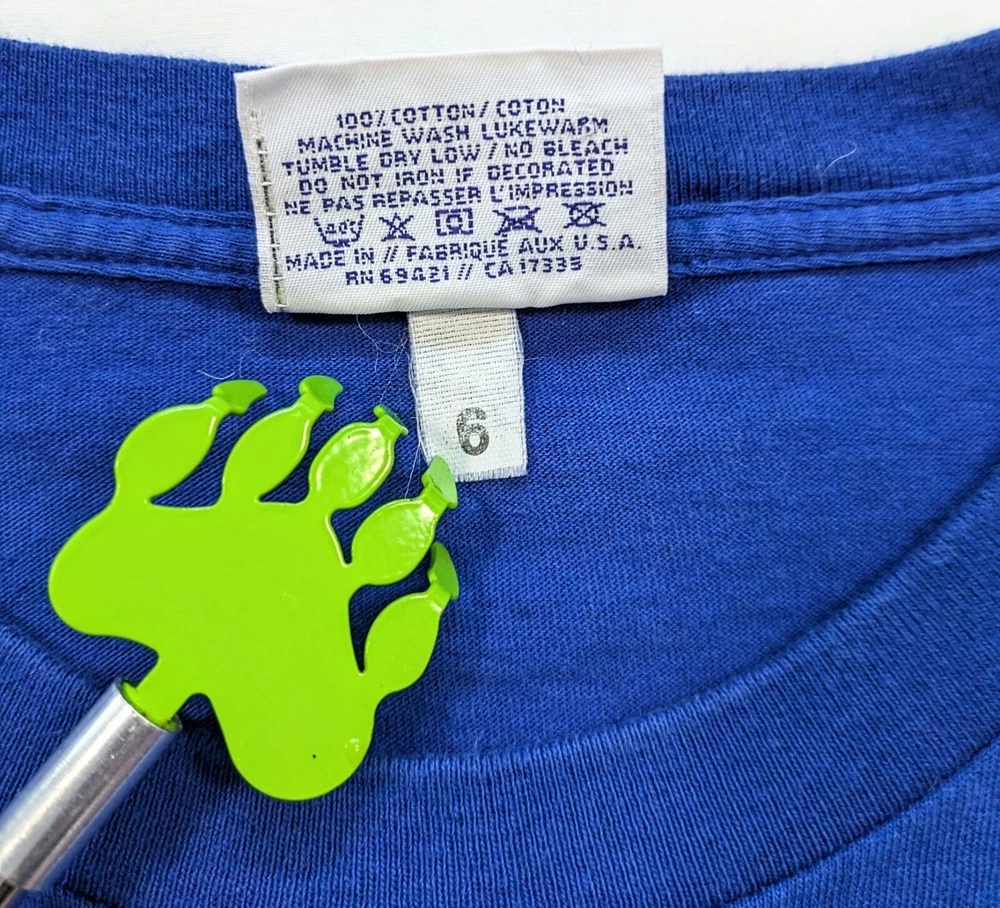 100% COTTON / COTON
MACHINE WASH LUKEWARM
TUMBLE DRY LOW / NO BLEACH
DO NOT IRON IF DECORATED
NE PAS REPASSER L'IMPRESSION
MADE IN // FABRIQUE AUX U.S.A.
RN 69421 // CA 17335
6